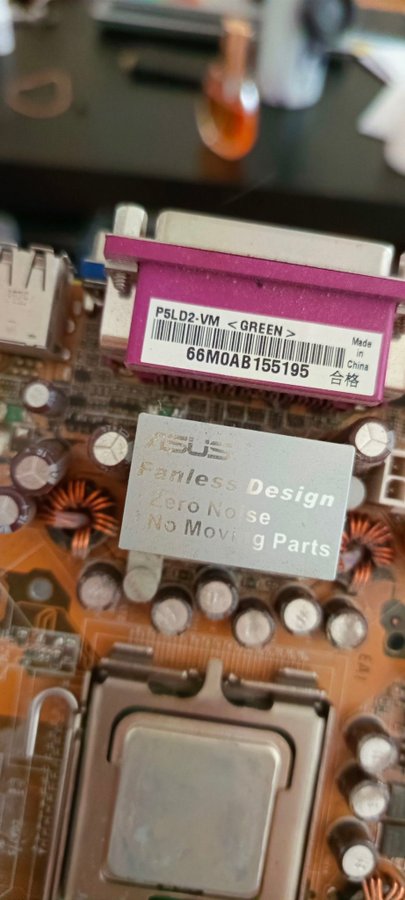 P5LD2-VM <GREEN>
Made
in
China
66M0AB155195
合格
ASUS
Fanless Design
Zero Noise
No Moving Parts